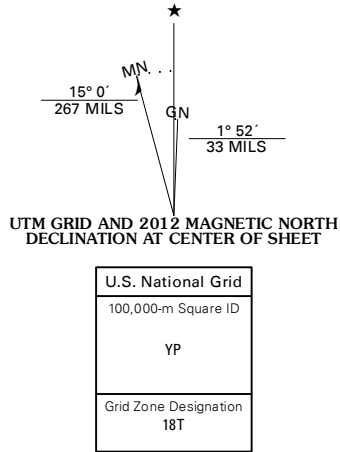 ★
MN
15° 0´
267 MILS
GN
1° 52´
33 MILS
UTM GRID AND 2012 MAGNETIC NORTH
DECLINATION AT CENTER OF SHEET
U.S. National Grid
100,000-m Square ID
YP
Grid Zone Designation
18T